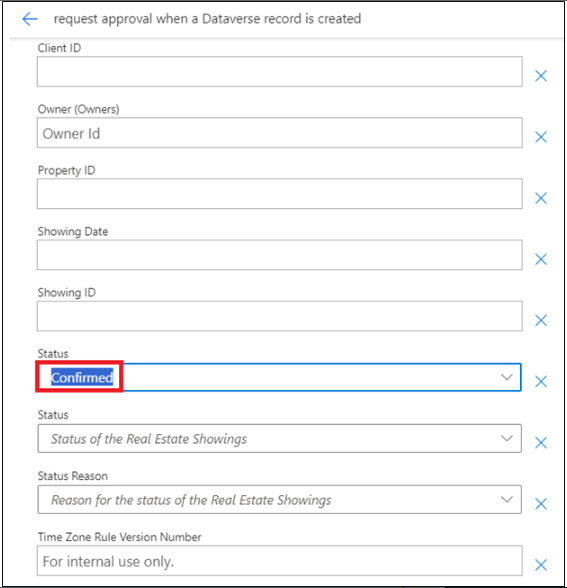 request approval when a Dataverse record is created
Client ID
Owner (Owners)
Owner Id
Property ID
Showing Date
Showing ID
Status
Confirmed
Status
Status of the Real Estate Showings
Status Reason
Reason for the status of the Real Estate Showings
Time Zone Rule Version Number
For internal use only.